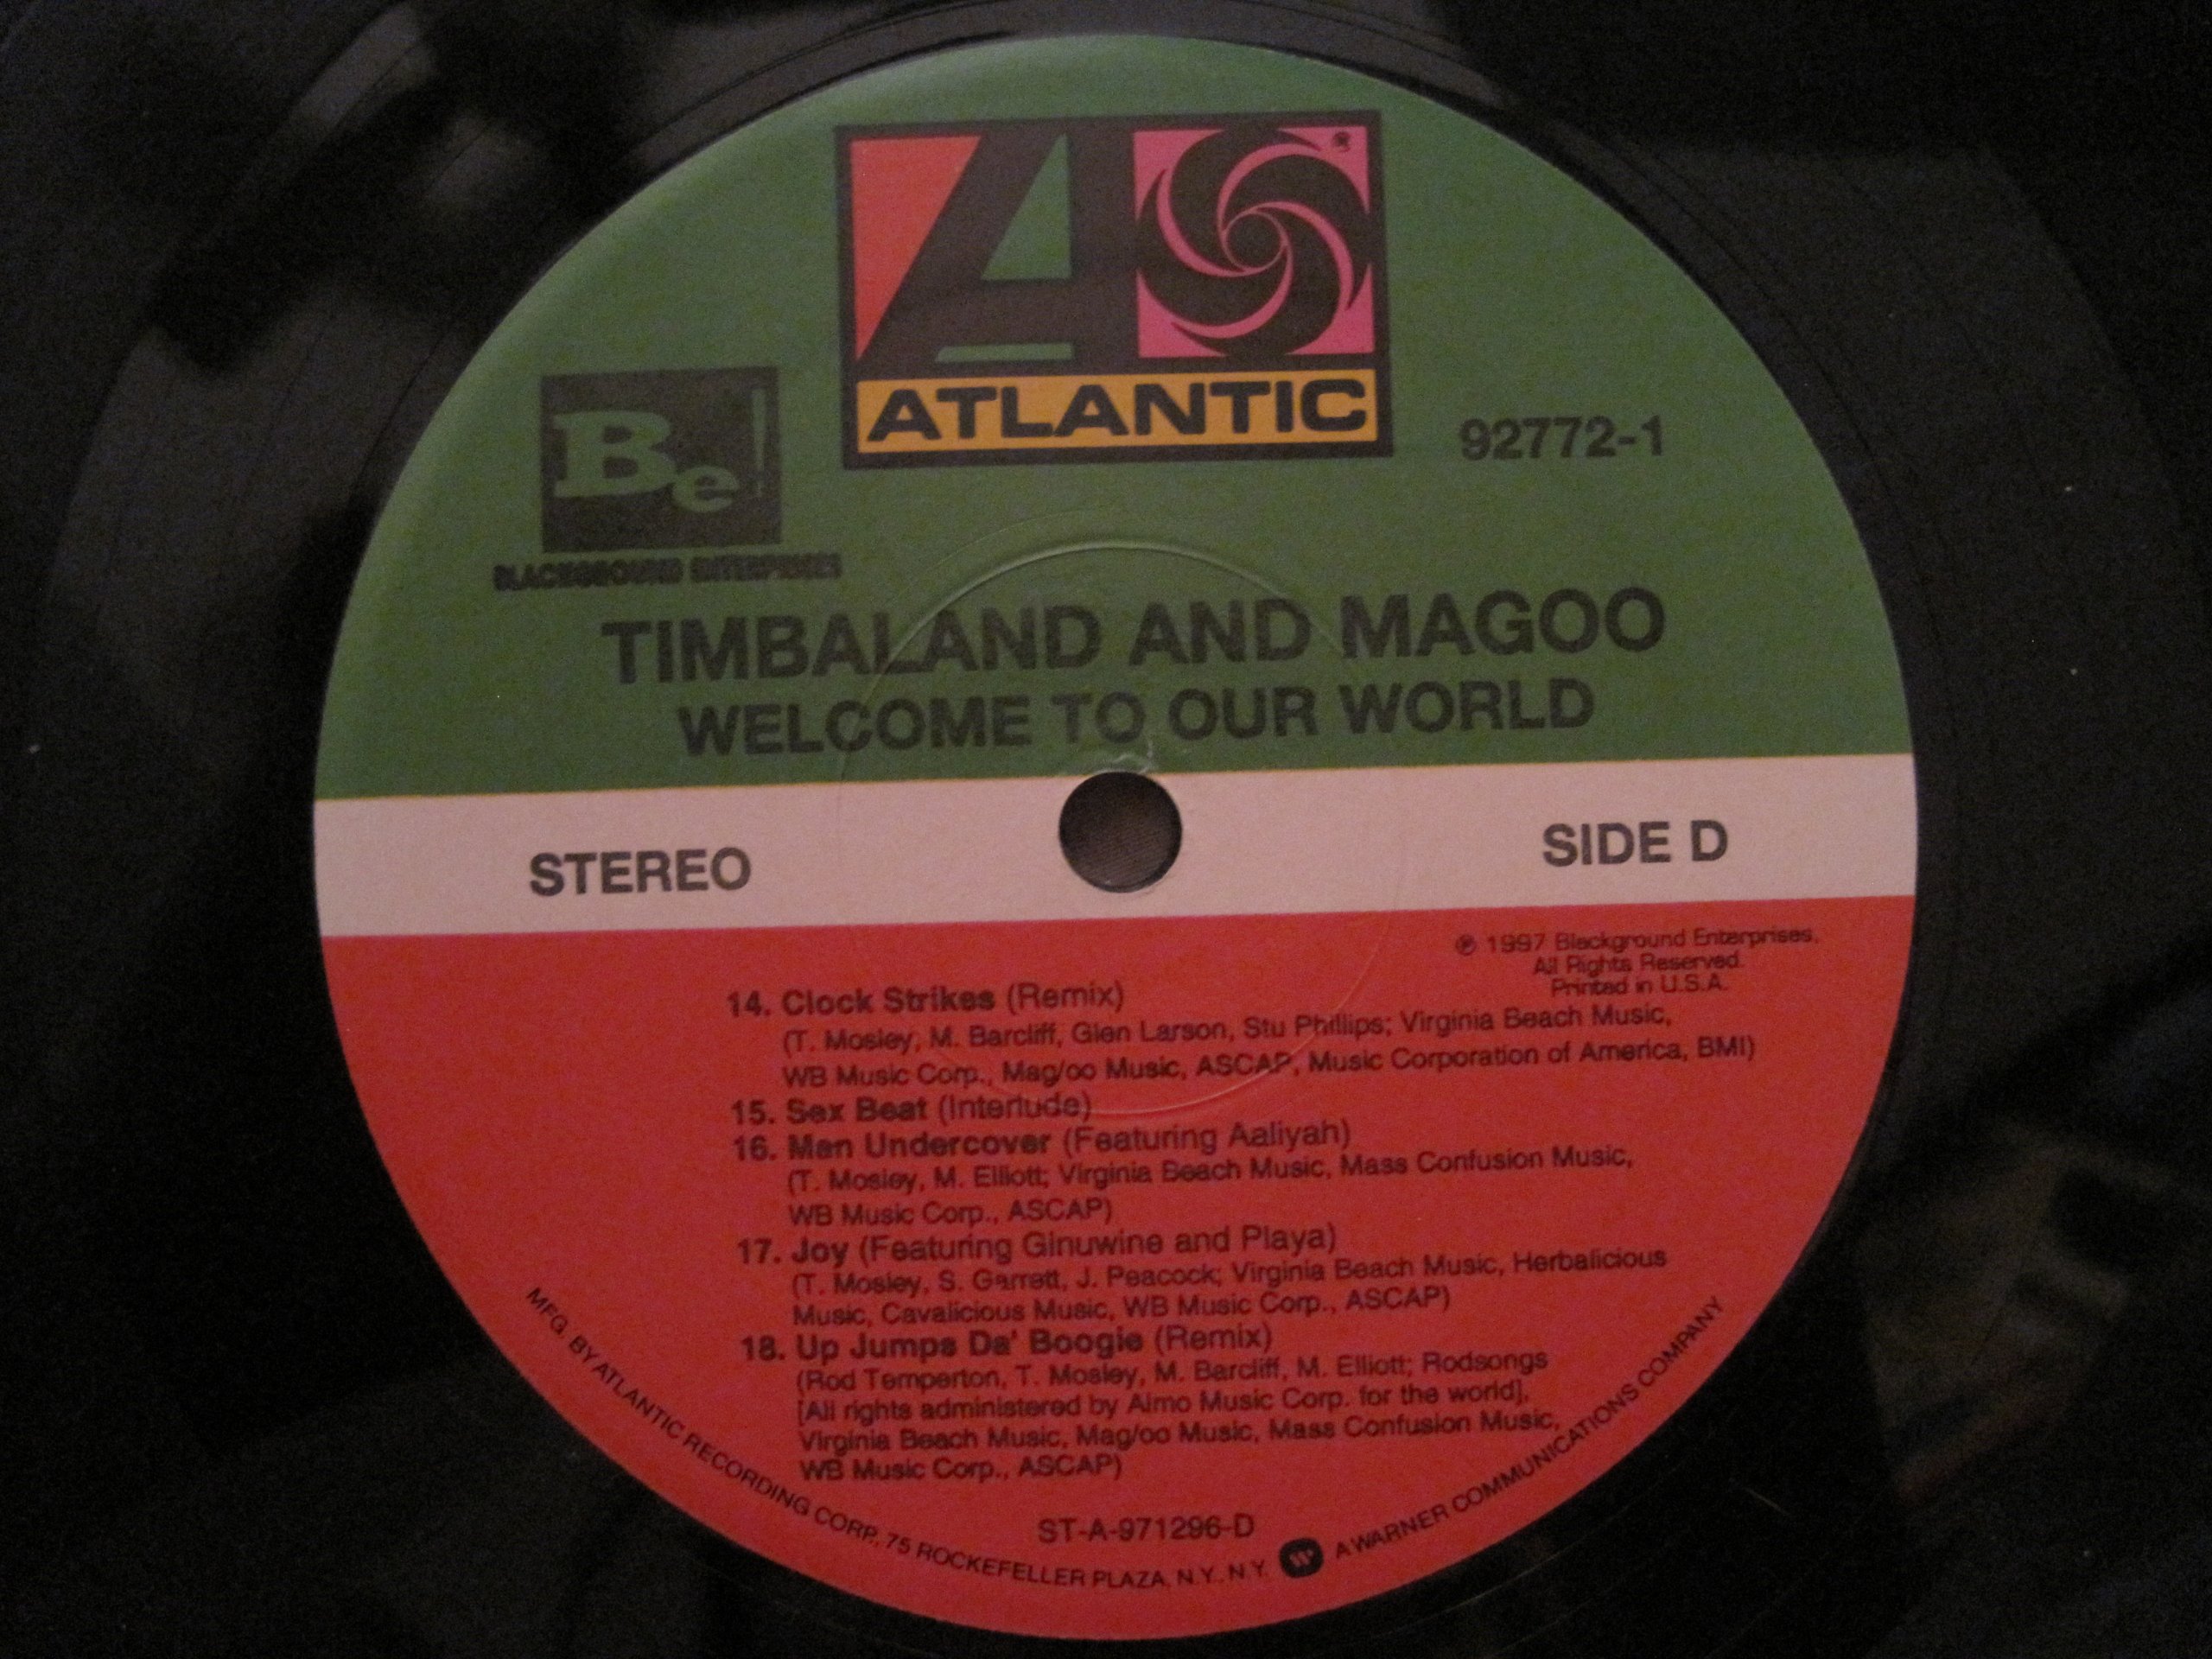 ATLANTIC
®
Be!
92772-1
BLACKGROUND ENTERPRISES
TIMBALAND AND MAGOO
WELCOME TO OUR WORLD
STEREO
SIDE D
℗ 1997 Blackground Enterprises.
All Rights Reserved.
Printed in U.S.A.
14. Clock Strikes (Remix)
(T. Mosley, M. Barcliff, Glen Larson, Stu Phillips; Virginia Beach Music,
WB Music Corp., Mag/oo Music, ASCAP, Music Corporation of America, BMI)
15. Sex Beat (Interlude)
16. Man Undercover (Featuring Aaliyah)
(T. Mosley, M. Elliott; Virginia Beach Music, Mass Confusion Music,
WB Music Corp., ASCAP)
17. Joy (Featuring Ginuwine and Playa)
(T. Mosley, S. Garrett, J. Peacock; Virginia Beach Music, Herbalicious
Music, Cavalicious Music, WB Music Corp., ASCAP)
18. Up Jumps Da' Boogie (Remix)
(Rod Temperton, T. Mosley, M. Barcliff, M. Elliott; Rodsongs
[All rights administered by Almo Music Corp. for the world],
Virginia Beach Music, Mag/oo Music, Mass Confusion Music,
WB Music Corp., ASCAP)
ST-A-971296-D
MFG. BY ATLANTIC RECORDING CORP., 75 ROCKEFELLER PLAZA, N.Y., N.Y. W A WARNER COMMUNICATIONS COMPANY